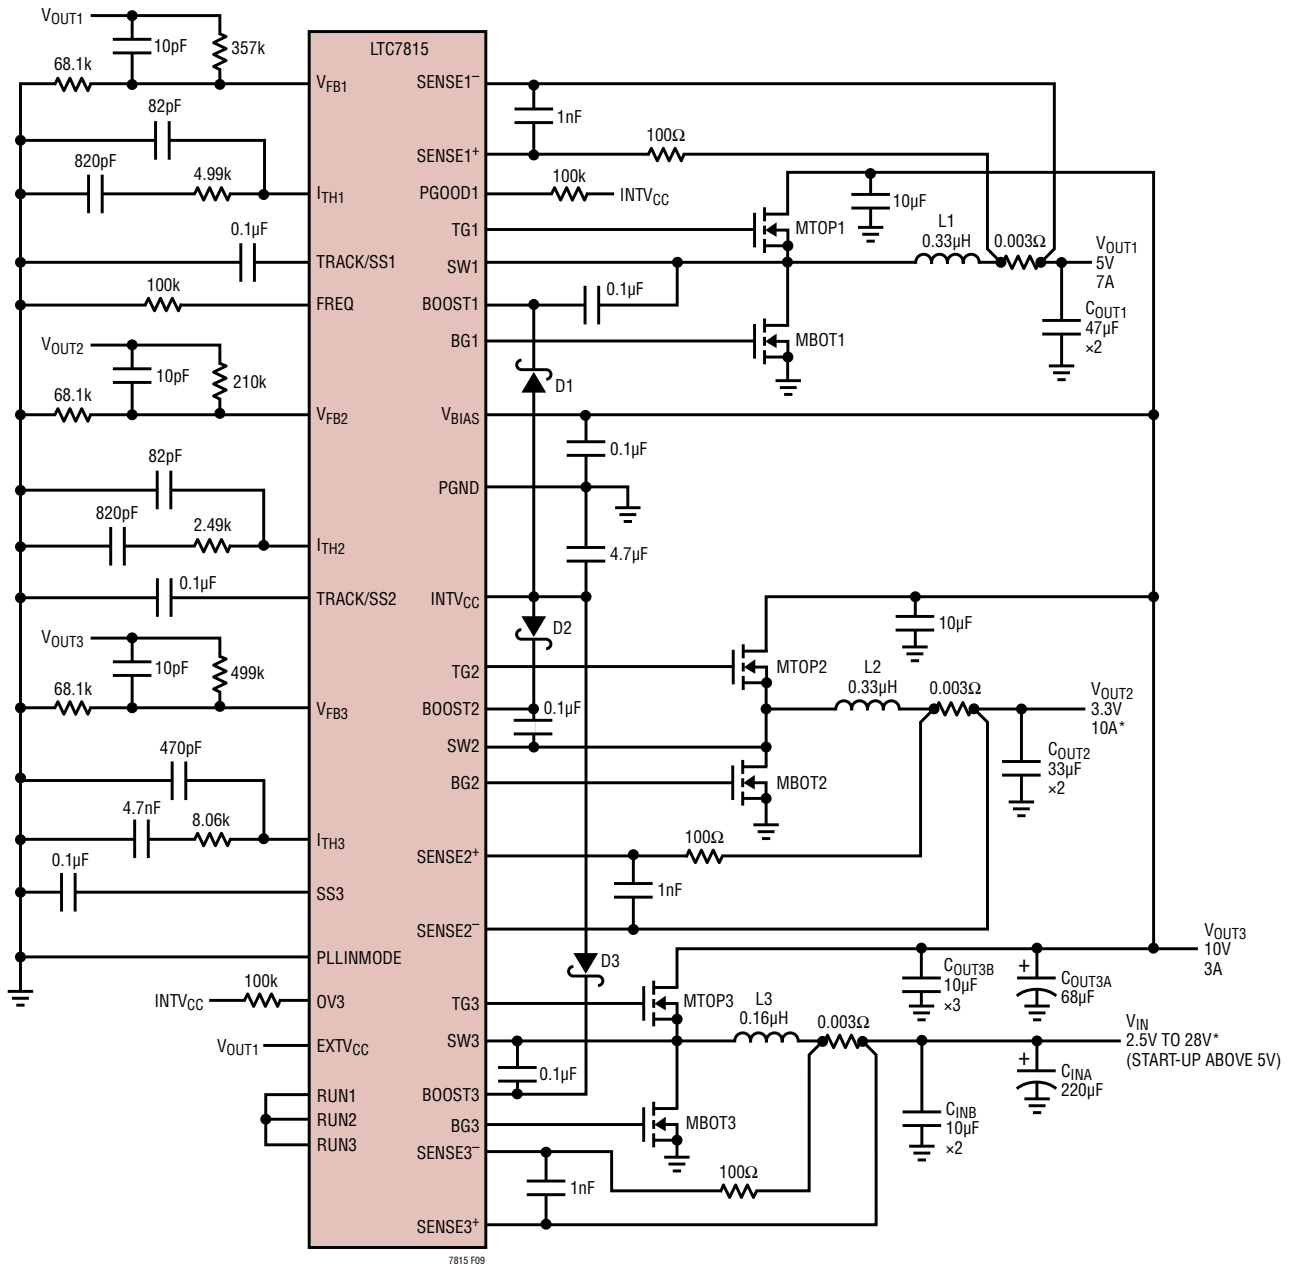 VOUT1
10pF
357k
68.1k
VFB1
82pF
820pF
4.99k
ITH1
0.1µF
TRACK/SS1
100k
FREQ
VOUT2
10pF
210k
68.1k
VFB2
82pF
820pF
2.49k
ITH2
0.1µF
TRACK/SS2
VOUT3
10pF
499k
68.1k
VFB3
470pF
4.7nF
8.06k
ITH3
0.1µF
SS3
PLLINMODE
100k
INTVCC
OV3
VOUT1
EXTVCC
RUN1
RUN2
RUN3
LTC7815
SENSE1–
1nF
100Ω
SENSE1+
100k
PGOOD1
INTVCC
TG1
MTOP1
10µF
L1
0.33µH
0.003Ω
VOUT1
5V
7A
SW1
BOOST1
0.1µF
BG1
MBOT1
COUT1
47µF
×2
D1
VBIAS
0.1µF
PGND
4.7µF
INTVCC
D2
10µF
TG2
MTOP2
L2
0.33µH
0.003Ω
VOUT2
3.3V
10A*
BOOST2
0.1µF
SW2
BG2
MBOT2
COUT2
33µF
×2
100Ω
SENSE2+
1nF
SENSE2–
D3
VOUT3
10V
3A
COUT3B
10µF
×3
COUT3A
68µF
+
TG3
MTOP3
L3
0.16µH
0.003Ω
VIN
2.5V TO 28V*
(START-UP ABOVE 5V)
SW3
0.1µF
BOOST3
CINA
220µF
+
CINB
10µF
×2
BG3
MBOT3
SENSE3–
100Ω
1nF
SENSE3+
7815 F09